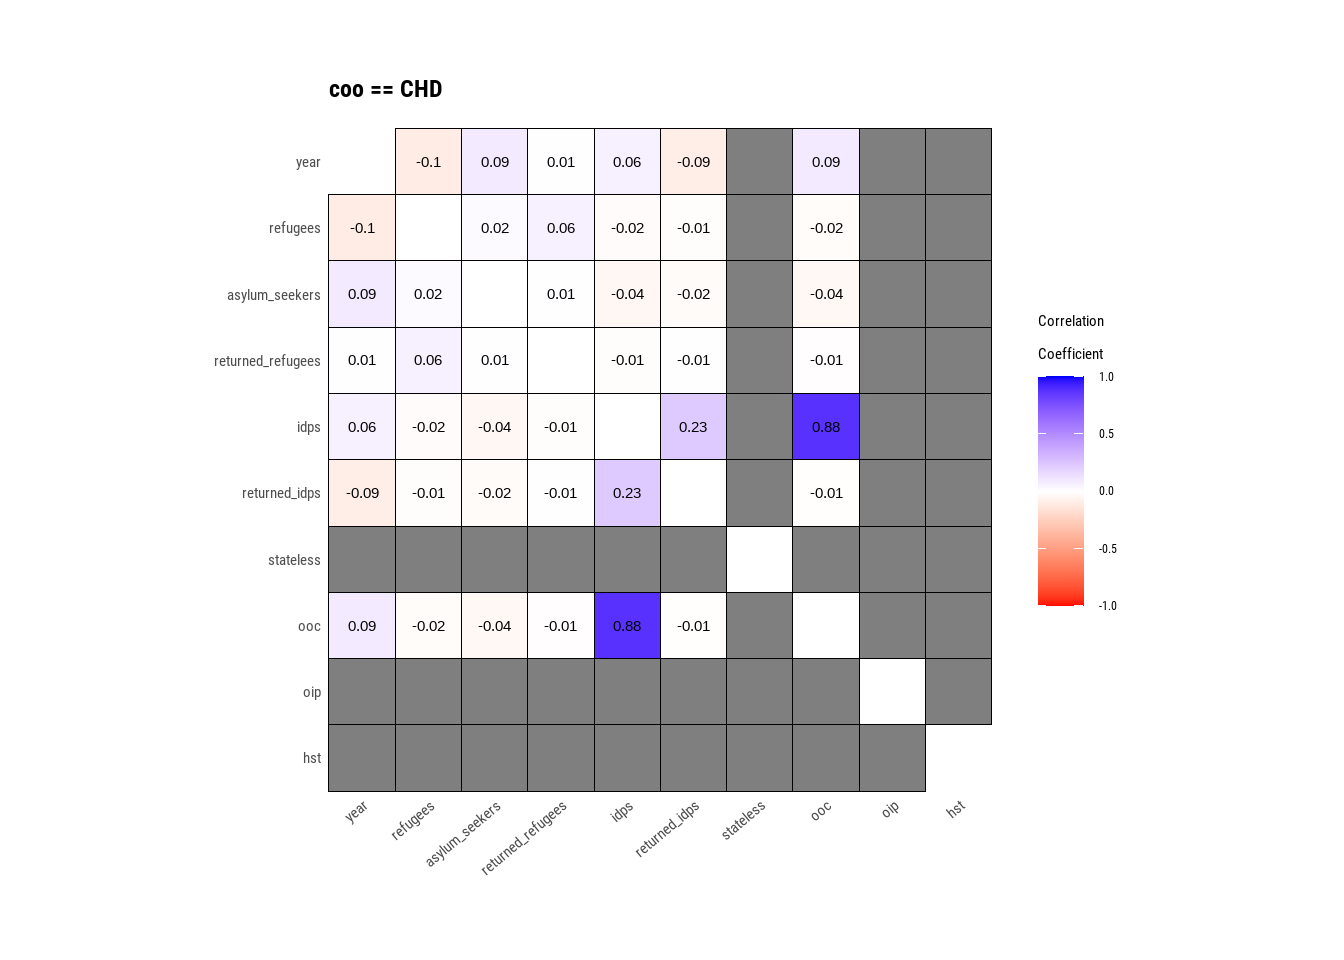 coo == CHD
year -0.1 0.09 0.01 0.06 -0.09 0.09
refugees -0.1 0.02 0.06 -0.02 -0.01 -0.02
asylum_seekers 0.09 0.02 0.01 -0.04 -0.02 -0.04
returned_refugees 0.01 0.06 0.01 -0.01 -0.01 -0.01
idps 0.06 -0.02 -0.04 -0.01 0.23 0.88
returned_idps -0.09 -0.01 -0.02 -0.01 0.23 -0.01
stateless
ooc 0.09 -0.02 -0.04 -0.01 0.88 -0.01
oip
hst
year refugees asylum_seekers returned_refugees idps returned_idps stateless ooc oip hst
Correlation
Coefficient
1.0
0.5
0.0
-0.5
-1.0